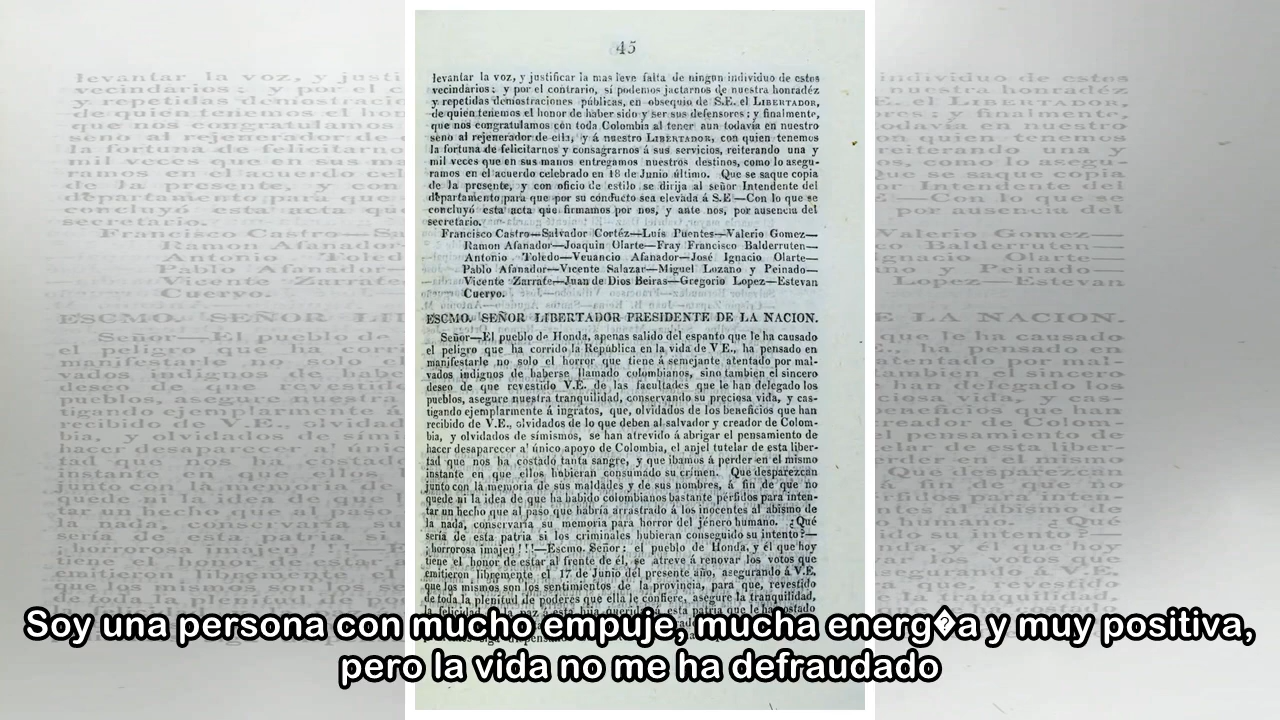 45
levantar la voz, y justificar la mas leve falta de ningun individuo de estos
vecindarios: y por el contrario, sí podemos jactarnos de nuestra honradéz
y repetidas demostraciones públicas, en obsequio de S.E. el LIBERTADOR,
de quien tenemos el honor de haber sido y ser sus defensores; y finalmente,
que nos congratulamos con toda Colombia al tener aun todavía en nuestro
seno al rejenerador de ella, y á nuestro LIBERTADOR, con quien tenemos
la fortuna de felicitarnos y consagrarnos á sus servicios, reiterando una y
mil veces que en sus manos entregamos nuestros destinos, como lo asegu-
ramos en el acuerdo celebrado en 18 de Junio último. Que se saque copia
de la presente, y con oficio de estilo se dirija al señor Intendente del
departamento para que por su conducto sea elevada á S.E—Con lo que se
concluyó esta acta que firmamos por nos, y ante nos, por ausencia del
secretario.
Francisco Castro—Salvador Cortéz—Luis Puentes—Valerio Gomez—
Ramon Afanador—Joaquin Olarte—Fray Francisco Balderruten—
Antonio Toledo—Veuancio Afanador—José Ignacio Olarte—
Pablo Afanador—Vicente Salazar—Miguel Lozano y Peinado—
Vicente Zarrate—Juan de Dios Beiras—Gregorio Lopez—Estevan
Cuervo.
ESCMO. SEÑOR LIBERTADOR PRESIDENTE DE LA NACION.
Señor—El pueblo de Honda, apenas salido del espanto que le ha causado
el peligro que ha corrido la República en la vida de V E., ha pensado en
manifestarle no solo el horror que tiene á semejante atentado por mal-
vados indignos de haberse llamado colombianos, sino tambien el sincero
deseo de que revestido V.E. de las facultades que le han delegado los
pueblos, asegure nuestra tranquilidad, conservando su preciosa vida, y cas-
tigando ejemplarmente á ingratos, que, olvidados de los beneficios que han
recibido de V.E., olvidados de lo que deben al salvador y creador de Colom-
bia, y olvidados de símismos, se han atrevido á abrigar el pensamiento de
hacer desaparecer al único apoyo de Colombia, el anjel tutelar de esta liber-
tad que nos ha costado tanta sangre, y que ibamos á perder en el mismo
instante en que ellos hubieran consumado su crimen. Que desparezcan
junto con la memoria de sus maldades y de sus nombres, á fin de que no
quede ni la idea de que ha habido colombianos bastante pérfidos para inten-
tar un hecho que al paso que habria arrastrado á los inocentes al abismo de
la nada, conservaria su memoria para horror del jénero humano. ¿Qué
sería de esta patria si los criminales hubieran conseguido su intento?—
¡horrorosa imajen!!!—Escmo. Señor: el pueblo de Honda, y él que hoy
tiene el honor de estar al frente de él, se atreve á renovar los votos que
emitieron libremente el 17 de Junio del presente año, asegurando á V.E,
que los mismos son los sentimientos de la provincia, para que, revestido
de toda la plenitud de poderes que ella le confiere, asegure la tranquilidad,
Soy una persona con mucho empuje, mucha energ�a y muy positiva,
pero la vida no me ha defraudado